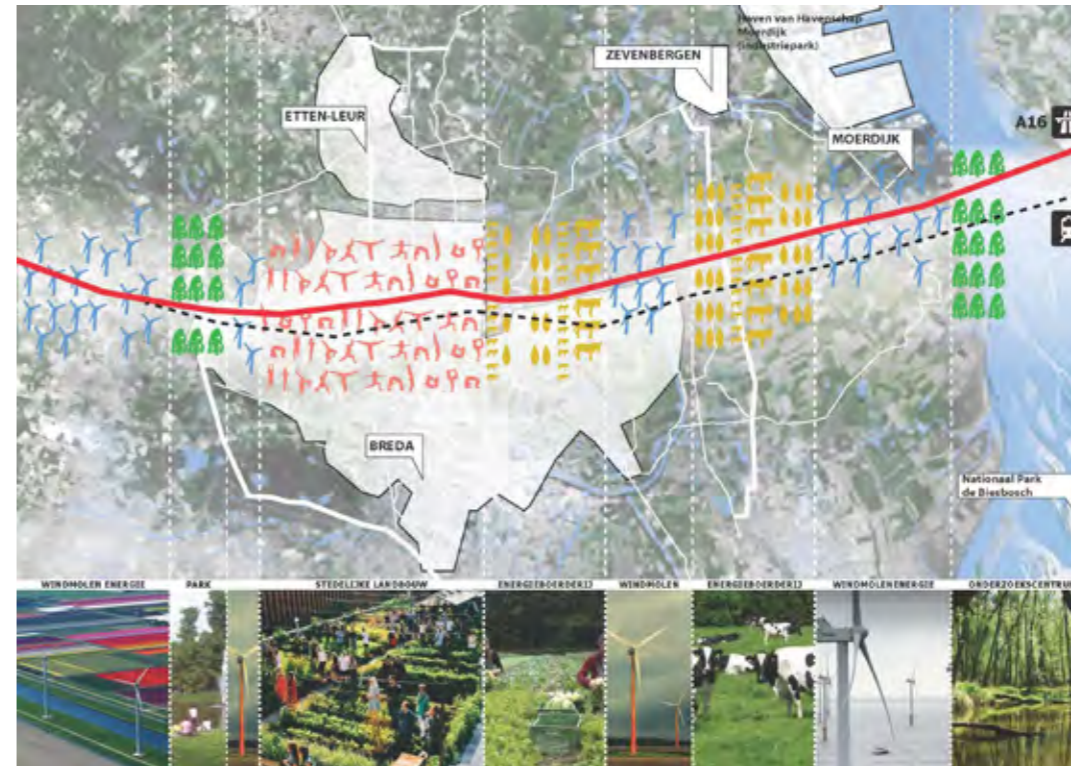 Haven van Havenschap
Moerdijk
(industriepark)
ZEVENBERGEN
ETTEN-LEUR
A16
MOERDIJK
BREDA
Nationaal Park
de Biesbosch
WINDMOLEN ENERGIE
PARK
STEDELIJKE LANDBOUW
ENERGIEBOERDERIJ
WINDMOLEN
ENERGIEBOERDERIJ
WINDMOLENENERGIE
ONDERZOEKSCENTRU